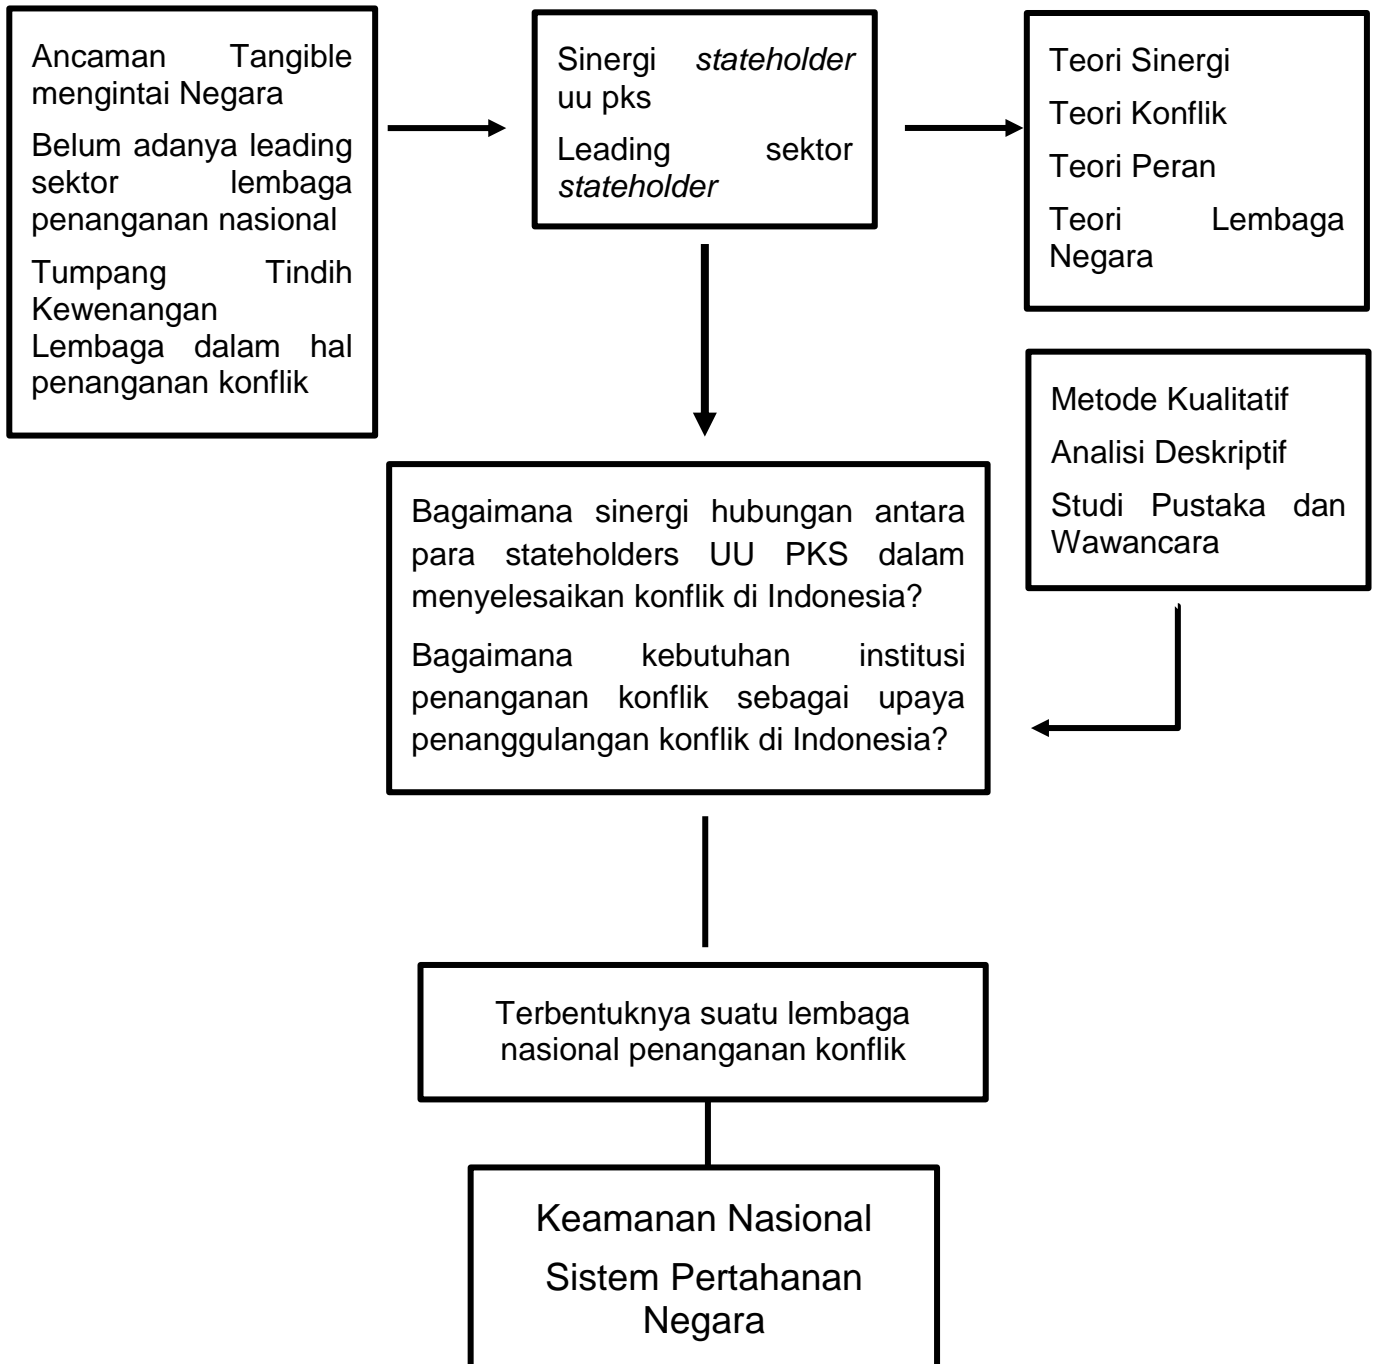 Ancaman Tangible
mengintai Negara
Belum adanya leading
sektor lembaga
penanganan nasional
Tumpang Tindih
Kewenangan
Lembaga dalam hal
penanganan konflik
Sinergi stateholder
uu pks
Leading sektor
stateholder
Teori Sinergi
Teori Konflik
Teori Peran
Teori Lembaga
Negara
Metode Kualitatif
Analisi Deskriptif
Studi Pustaka dan
Wawancara
Bagaimana sinergi hubungan antara
para stateholders UU PKS dalam
menyelesaikan konflik di Indonesia?
Bagaimana kebutuhan institusi
penanganan konflik sebagai upaya
penanggulangan konflik di Indonesia?
Terbentuknya suatu lembaga
nasional penanganan konflik
Keamanan Nasional
Sistem Pertahanan
Negara